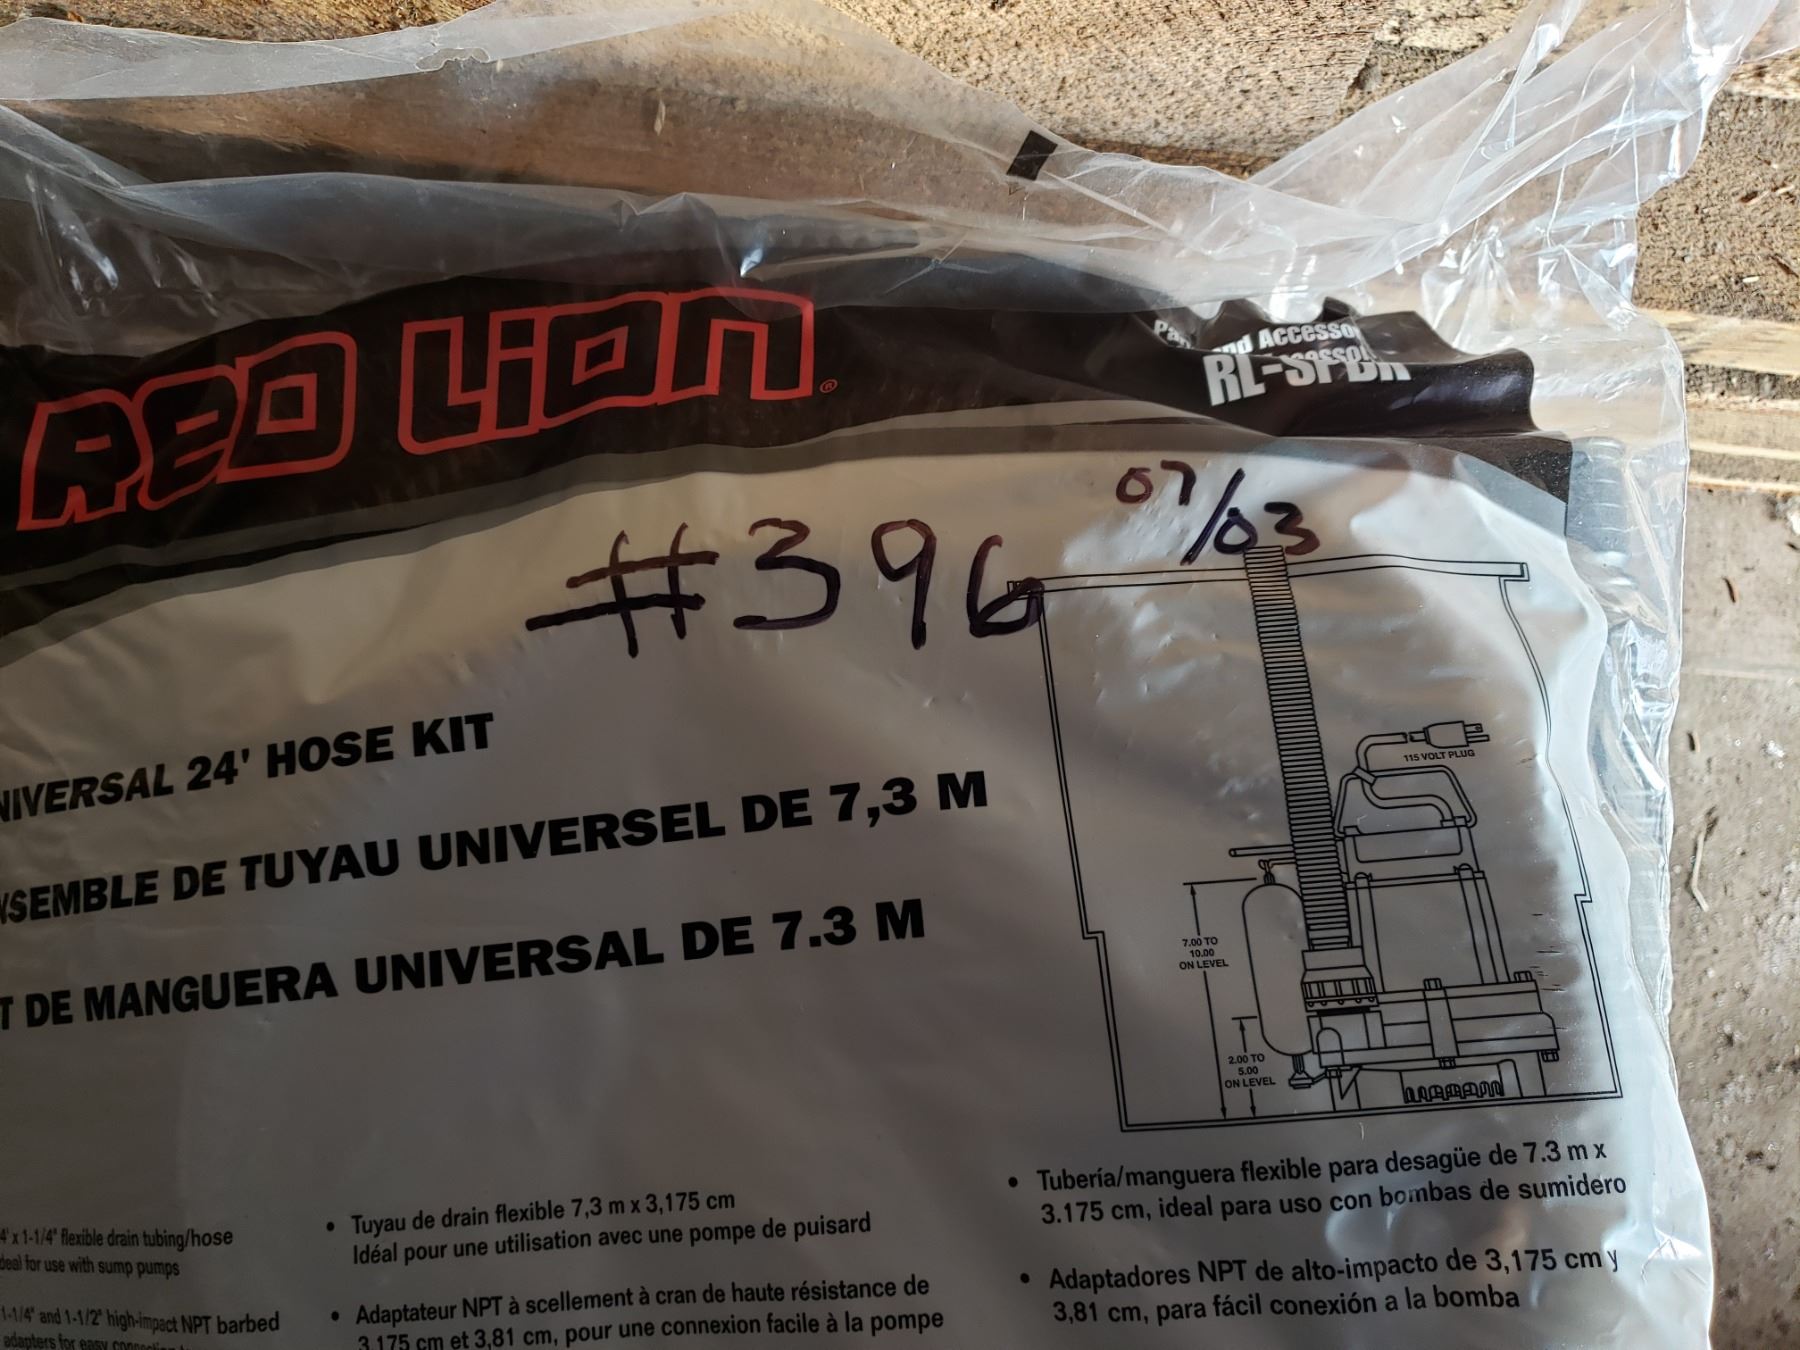 RED LION®
RL-
07/03
#396
UNIVERSAL 24' HOSE KIT
ENSEMBLE DE TUYAU UNIVERSEL DE 7,3 M
KIT DE MANGUERA UNIVERSAL DE 7.3 M
115 VOLT PLUG
7.00 TO
10.00
ON LEVEL
2.00 TO
5.00
ON LEVEL
x 1-1/4" flexible drain tubing/hose
for use with sump pumps
1-1/4" and 1-1/2" high-impact NPT barbed
adapters for easy
• Tuyau de drain flexible 7,3 m x 3,175 cm
Idéal pour une utilisation avec une pompe de puisard
• Adaptateur NPT à scellement à cran de haute résistance de
3,175 cm et 3,81 cm, pour une connexion facile à la pompe
• Tubería/manguera flexible para desagüe de 7.3 m x
3.175 cm, ideal para uso con bombas de sumidero
• Adaptadores NPT de alto-impacto de 3,175 cm y
3,81 cm, para fácil conexión a la bomba